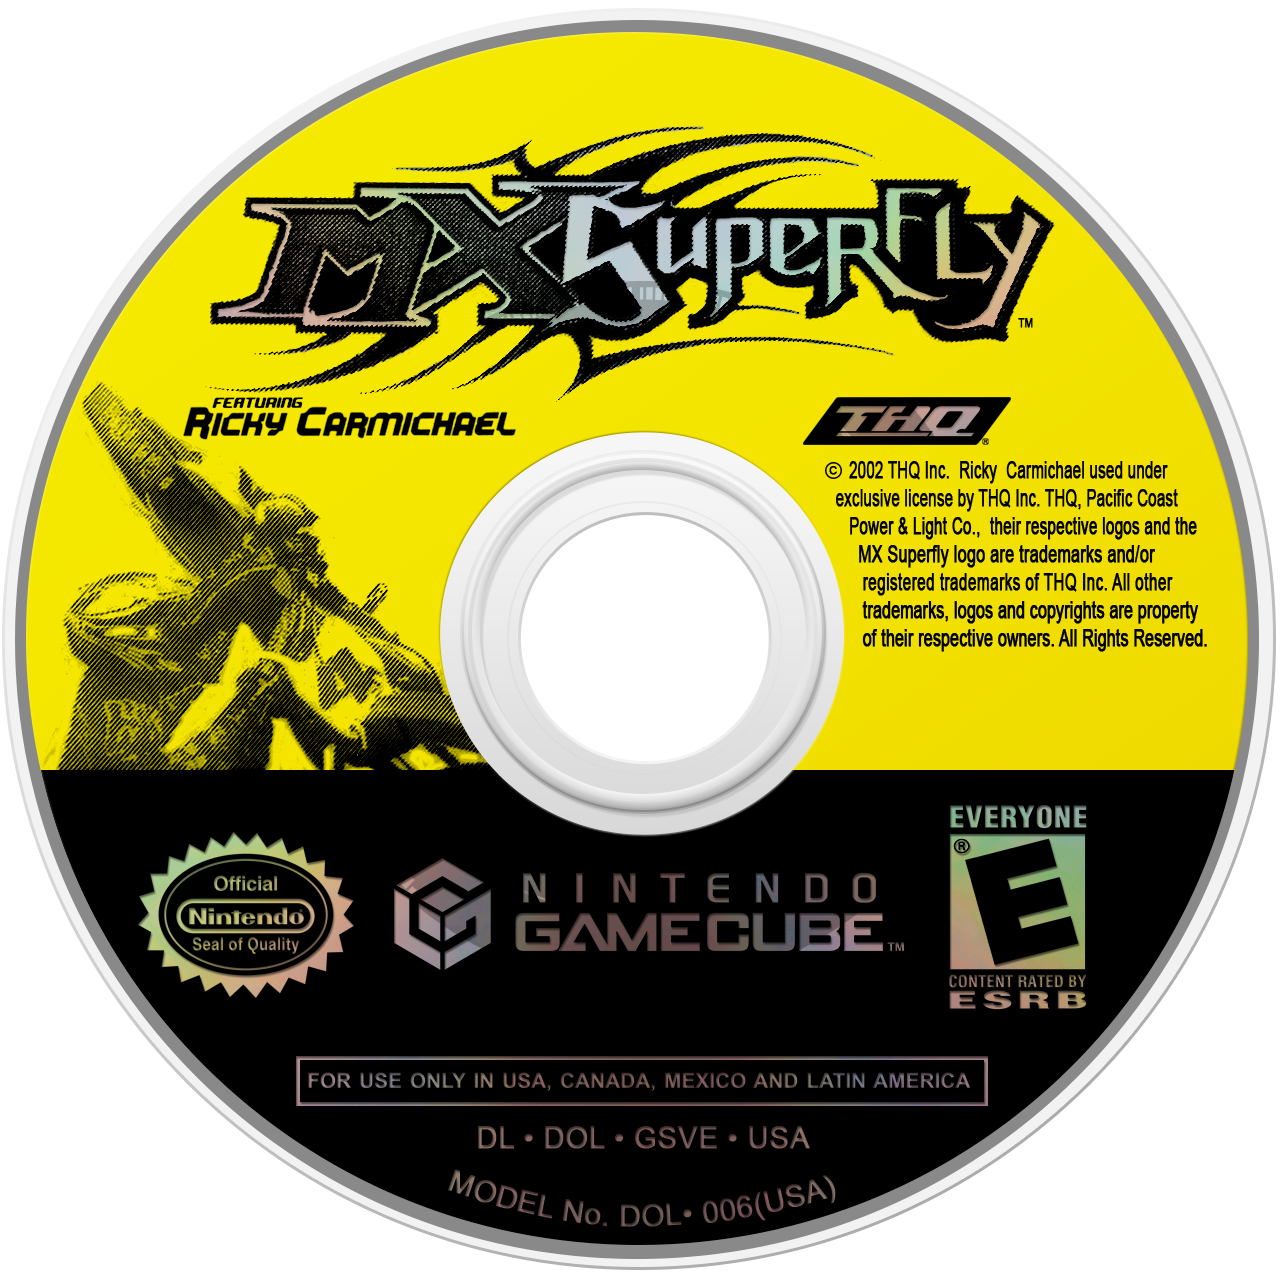 MX SUPERFLY
TM
FEATURING
RICKY CARMICHAEL
THQ
®
© 2002 THQ Inc. Ricky Carmichael used under
exclusive license by THQ Inc. THQ, Pacific Coast
Power & Light Co., their respective logos and the
MX Superfly logo are trademarks and/or
registered trademarks of THQ Inc. All other
trademarks, logos and copyrights are property
of their respective owners. All Rights Reserved.
Official
Nintendo®
Seal of Quality
NINTENDO
GAMECUBE™
EVERYONE
®
E
CONTENT RATED BY
ESRB
FOR USE ONLY IN USA, CANADA, MEXICO AND LATIN AMERICA
DL • DOL • GSVE • USA
MODEL No. DOL• 006(USA)